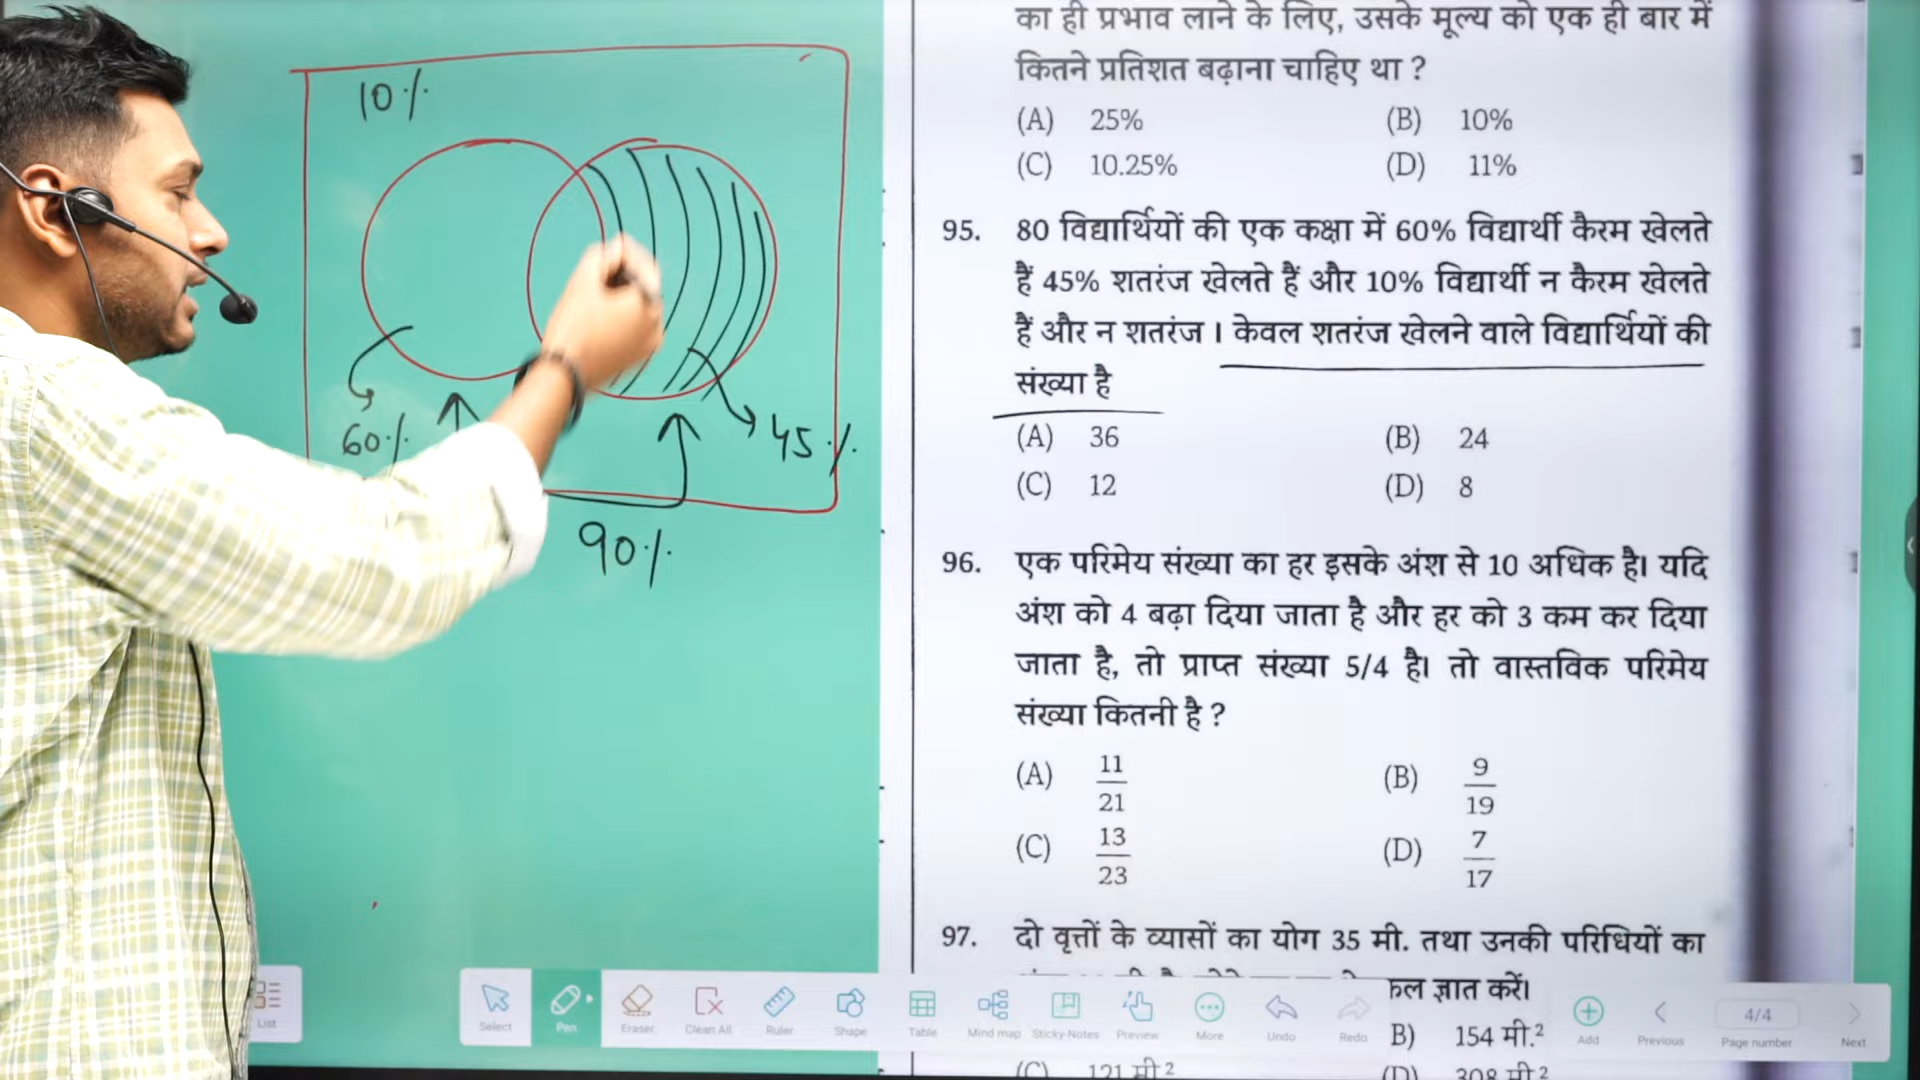 10%
60%
45%
90%
का ही प्रभाव लाने के लिए, उसके मूल्य को एक ही बार में
कितने प्रतिशत बढ़ाना चाहिए था ?
(A) 25% (B) 10%
(C) 10.25% (D) 11%
95. 80 विद्यार्थियों की एक कक्षा में 60% विद्यार्थी कैरम खेलते
हैं 45% शतरंज खेलते हैं और 10% विद्यार्थी न कैरम खेलते
हैं और न शतरंज । केवल शतरंज खेलने वाले विद्यार्थियों की
संख्या है
(A) 36 (B) 24
(C) 12 (D) 8
96. एक परिमेय संख्या का हर इसके अंश से 10 अधिक है। यदि
अंश को 4 बढ़ा दिया जाता है और हर को 3 कम कर दिया
जाता है, तो प्राप्त संख्या 5/4 है। तो वास्तविक परिमेय
संख्या कितनी है ?
(A) 11/21 (B) 9/19
(C) 13/23 (D) 7/17
97. दो वृत्तों के व्यासों का योग 35 मी. तथा उनकी परिधियों का
ज्ञात करें।
B) 154 मी.²
(C) 121 मी² (D) 308 मी²
List Select Pen Eraser Clean All Ruler Shape Table Mind map Sticky-Notes Preview More Undo Redo Add Previous 4/4 Page number Next